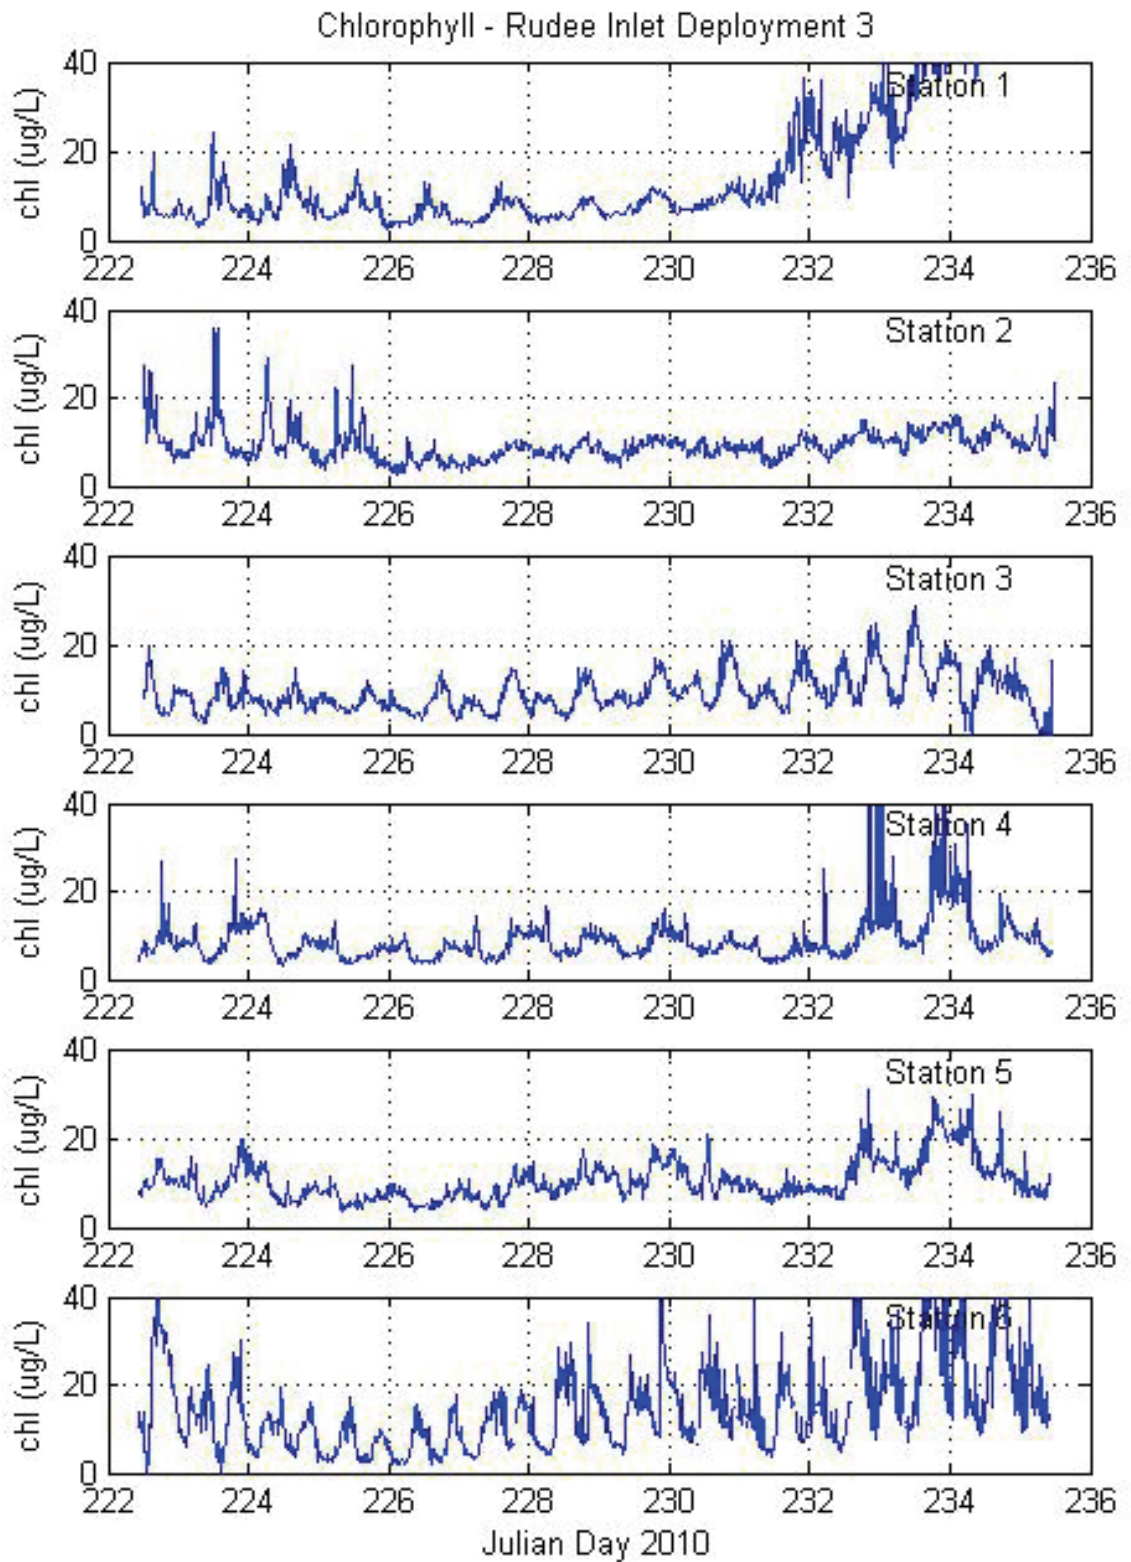 Chlorophyll - Rudee Inlet Deployment 3
40
20
0
chl (ug/L)
Station 1
222 224 226 228 230 232 234 236
40
20
0
chl (ug/L)
Station 2
222 224 226 228 230 232 234 236
40
20
0
chl (ug/L)
Station 3
222 224 226 228 230 232 234 236
40
20
0
chl (ug/L)
Station 4
222 224 226 228 230 232 234 236
40
20
0
chl (ug/L)
Station 5
222 224 226 228 230 232 234 236
40
20
0
chl (ug/L)
Station 6
222 224 226 228 230 232 234 236
Julian Day 2010